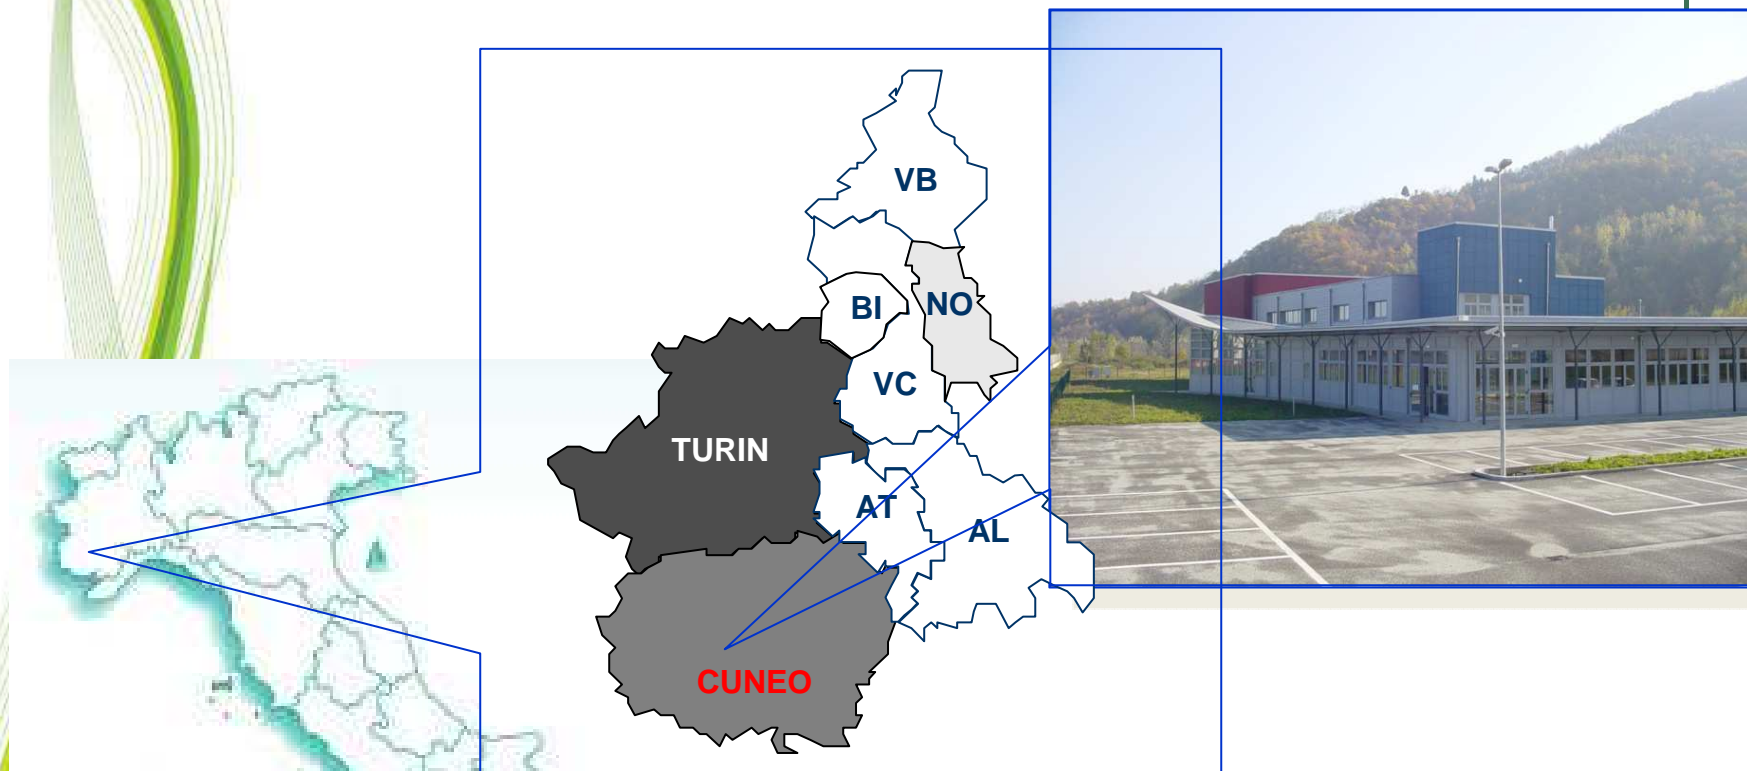 VB
BI
NO
VC
TURIN
AT
AL
CUNEO